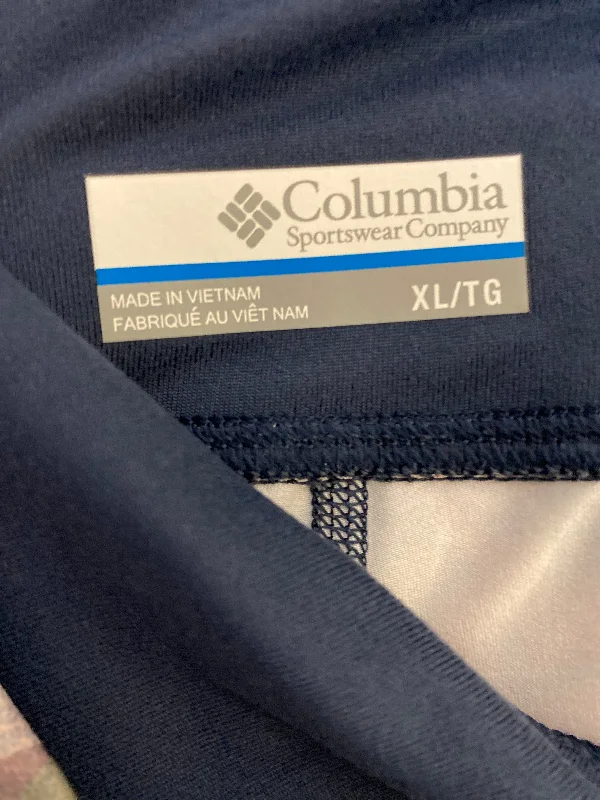 Columbia
Sportswear Company
MADE IN VIETNAM
FABRIQUÉ AU VIÊT NAM
XL/TG